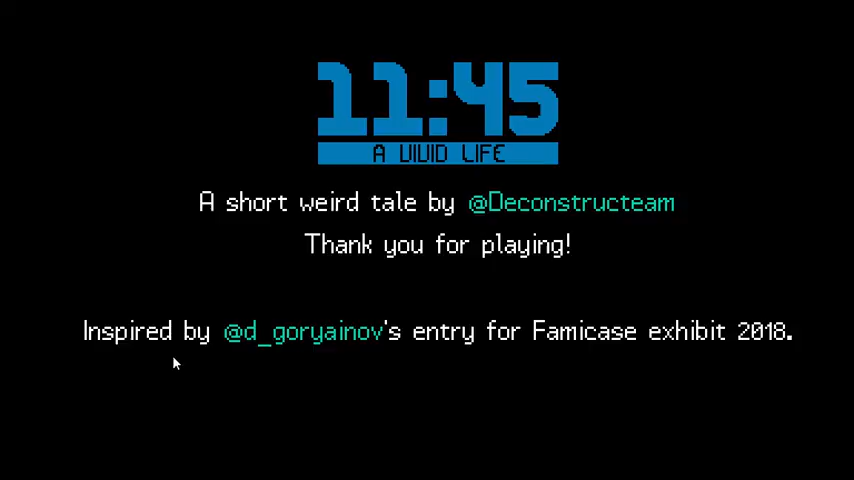 11:45
A VIVID LIFE
A short weird tale by @Deconstructeam
Thank you for playing!
Inspired by @d_goryainov's entry for Famicase exhibit 2018.